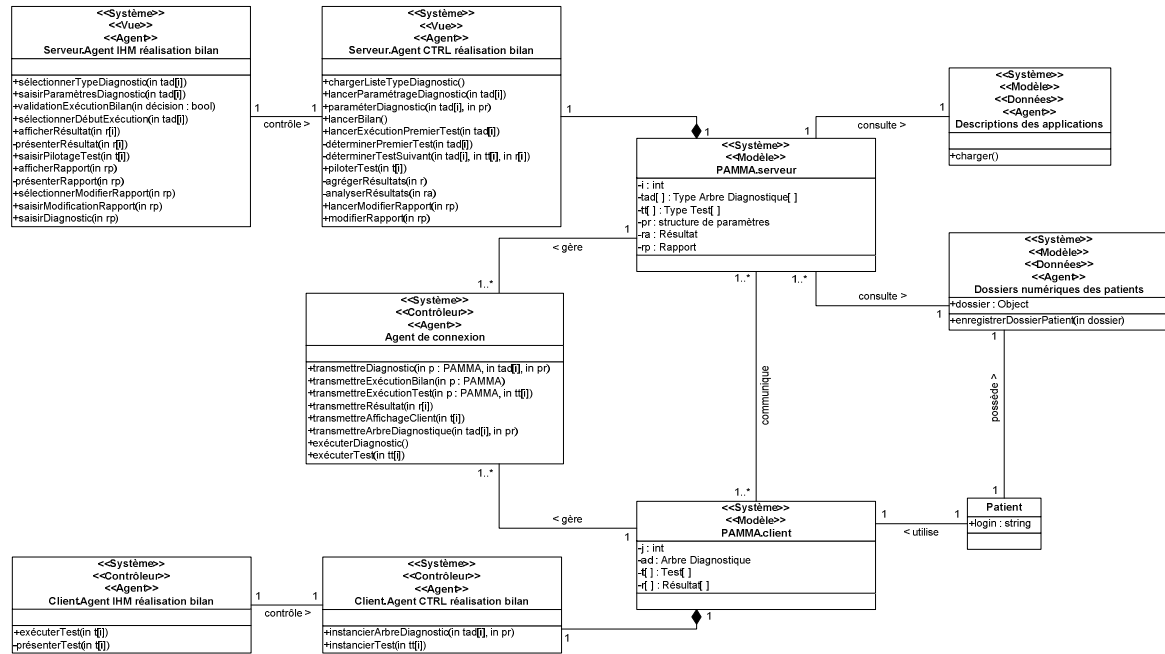 <<Système>>
<<Vue>>
<<Agent>>
Serveur.Agent IHM réalisation bilan
+sélectionnerTypeDiagnostic(in tad[i])
+saisirParamètresDiagnostic(in tad[i])
+validationExécutionBilan(in décision : bool)
+sélectionnerDébutExécution(in tad[i])
+afficherRésultat(in r[i])
-présenterRésultat(in r[i])
+saisirPilotageTest(in t[i])
+afficherRapport(in rp)
-présenterRapport(in rp)
+sélectionnerModifierRapport(in rp)
+saisirModificationRapport(in rp)
+saisirDiagnostic(in rp)
1
1
contrôle >
<<Système>>
<<Vue>>
<<Agent>>
Serveur.Agent CTRL réalisation bilan
+chargerListeTypeDiagnostic()
+lancerParamétrageDiagnostic(in tad[i])
+paraméterDiagnostic(in tad[i], in pr)
+lancerBilan()
+lancerExécutionPremierTest(in tad[i])
-déterminerPremierTest(in tad[i])
-déterminerTestSuivant(in tad[i], in tt[i], in r[i])
+piloterTest(in t[i])
-agrégerRésultats(in r)
-analyserRésultats(in ra)
+lancerModifierRapport(in rp)
+modifierRapport(in rp)
1
1
<<Système>>
<<Modèle>>
PAMMA.serveur
-i : int
-tad[ ] : Type Arbre Diagnostique[ ]
-tt[ ] : Type Test[ ]
-pr : structure de paramètres
-ra : Résultat
-rp : Rapport
1
consulte >
1
<<Système>>
<<Modèle>>
<<Données>>
<<Agent>>
Descriptions des applications
+charger()
1
< gère
1..*
1..*
1..*
consulte >
1
<<Système>>
<<Modèle>>
<<Données>>
<<Agent>>
Dossiers numériques des patients
+dossier : Object
+enregistrerDossierPatient(in dossier)
<<Système>>
<<Contrôleur>>
<<Agent>>
Agent de connexion
+transmettreDiagnostic(in p : PAMMA, in tad[i], in pr)
+transmettreExécutionBilan(in p : PAMMA)
+transmettreExécutionTest(in p : PAMMA, in tt[i])
+transmettreRésultat(in r[i])
+transmettreAffichageClient(in t[i])
+transmettreArbreDiagnostique(in tad[i], in pr)
+exécuterDiagnostic()
+exécuterTest(in tt[i])
communique
1
possède >
1
1..*
1..*
< gère
1
<<Système>>
<<Modèle>>
PAMMA.client
-j : int
-ad : Arbre Diagnostique
-t[ ] : Test[ ]
-r[ ] : Résultat[ ]
1
1
< utilise
Patient
+login : string
<<Système>>
<<Contrôleur>>
<<Agent>>
Client.Agent IHM réalisation bilan
+exécuterTest(in t[i])
-présenterTest(in t[i])
1
1
contrôle >
<<Système>>
<<Contrôleur>>
<<Agent>>
Client.Agent CTRL réalisation bilan
+instancierArbreDiagnostic(in tad[i], in pr)
+instancierTest(in tt[i])
1
1